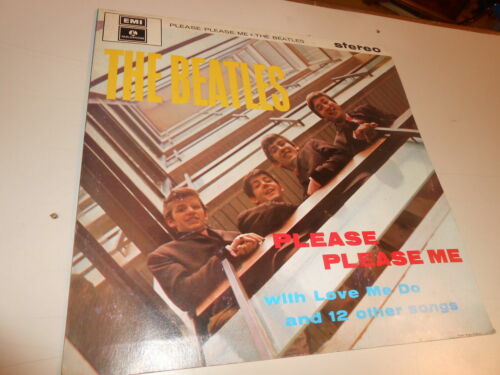 EMI
PARLOPHONE
PLEASE PLEASE ME • THE BEATLES
stereo
THE BEATLES
PLEASE
PLEASE ME
with Love Me Do
and 12 other songs